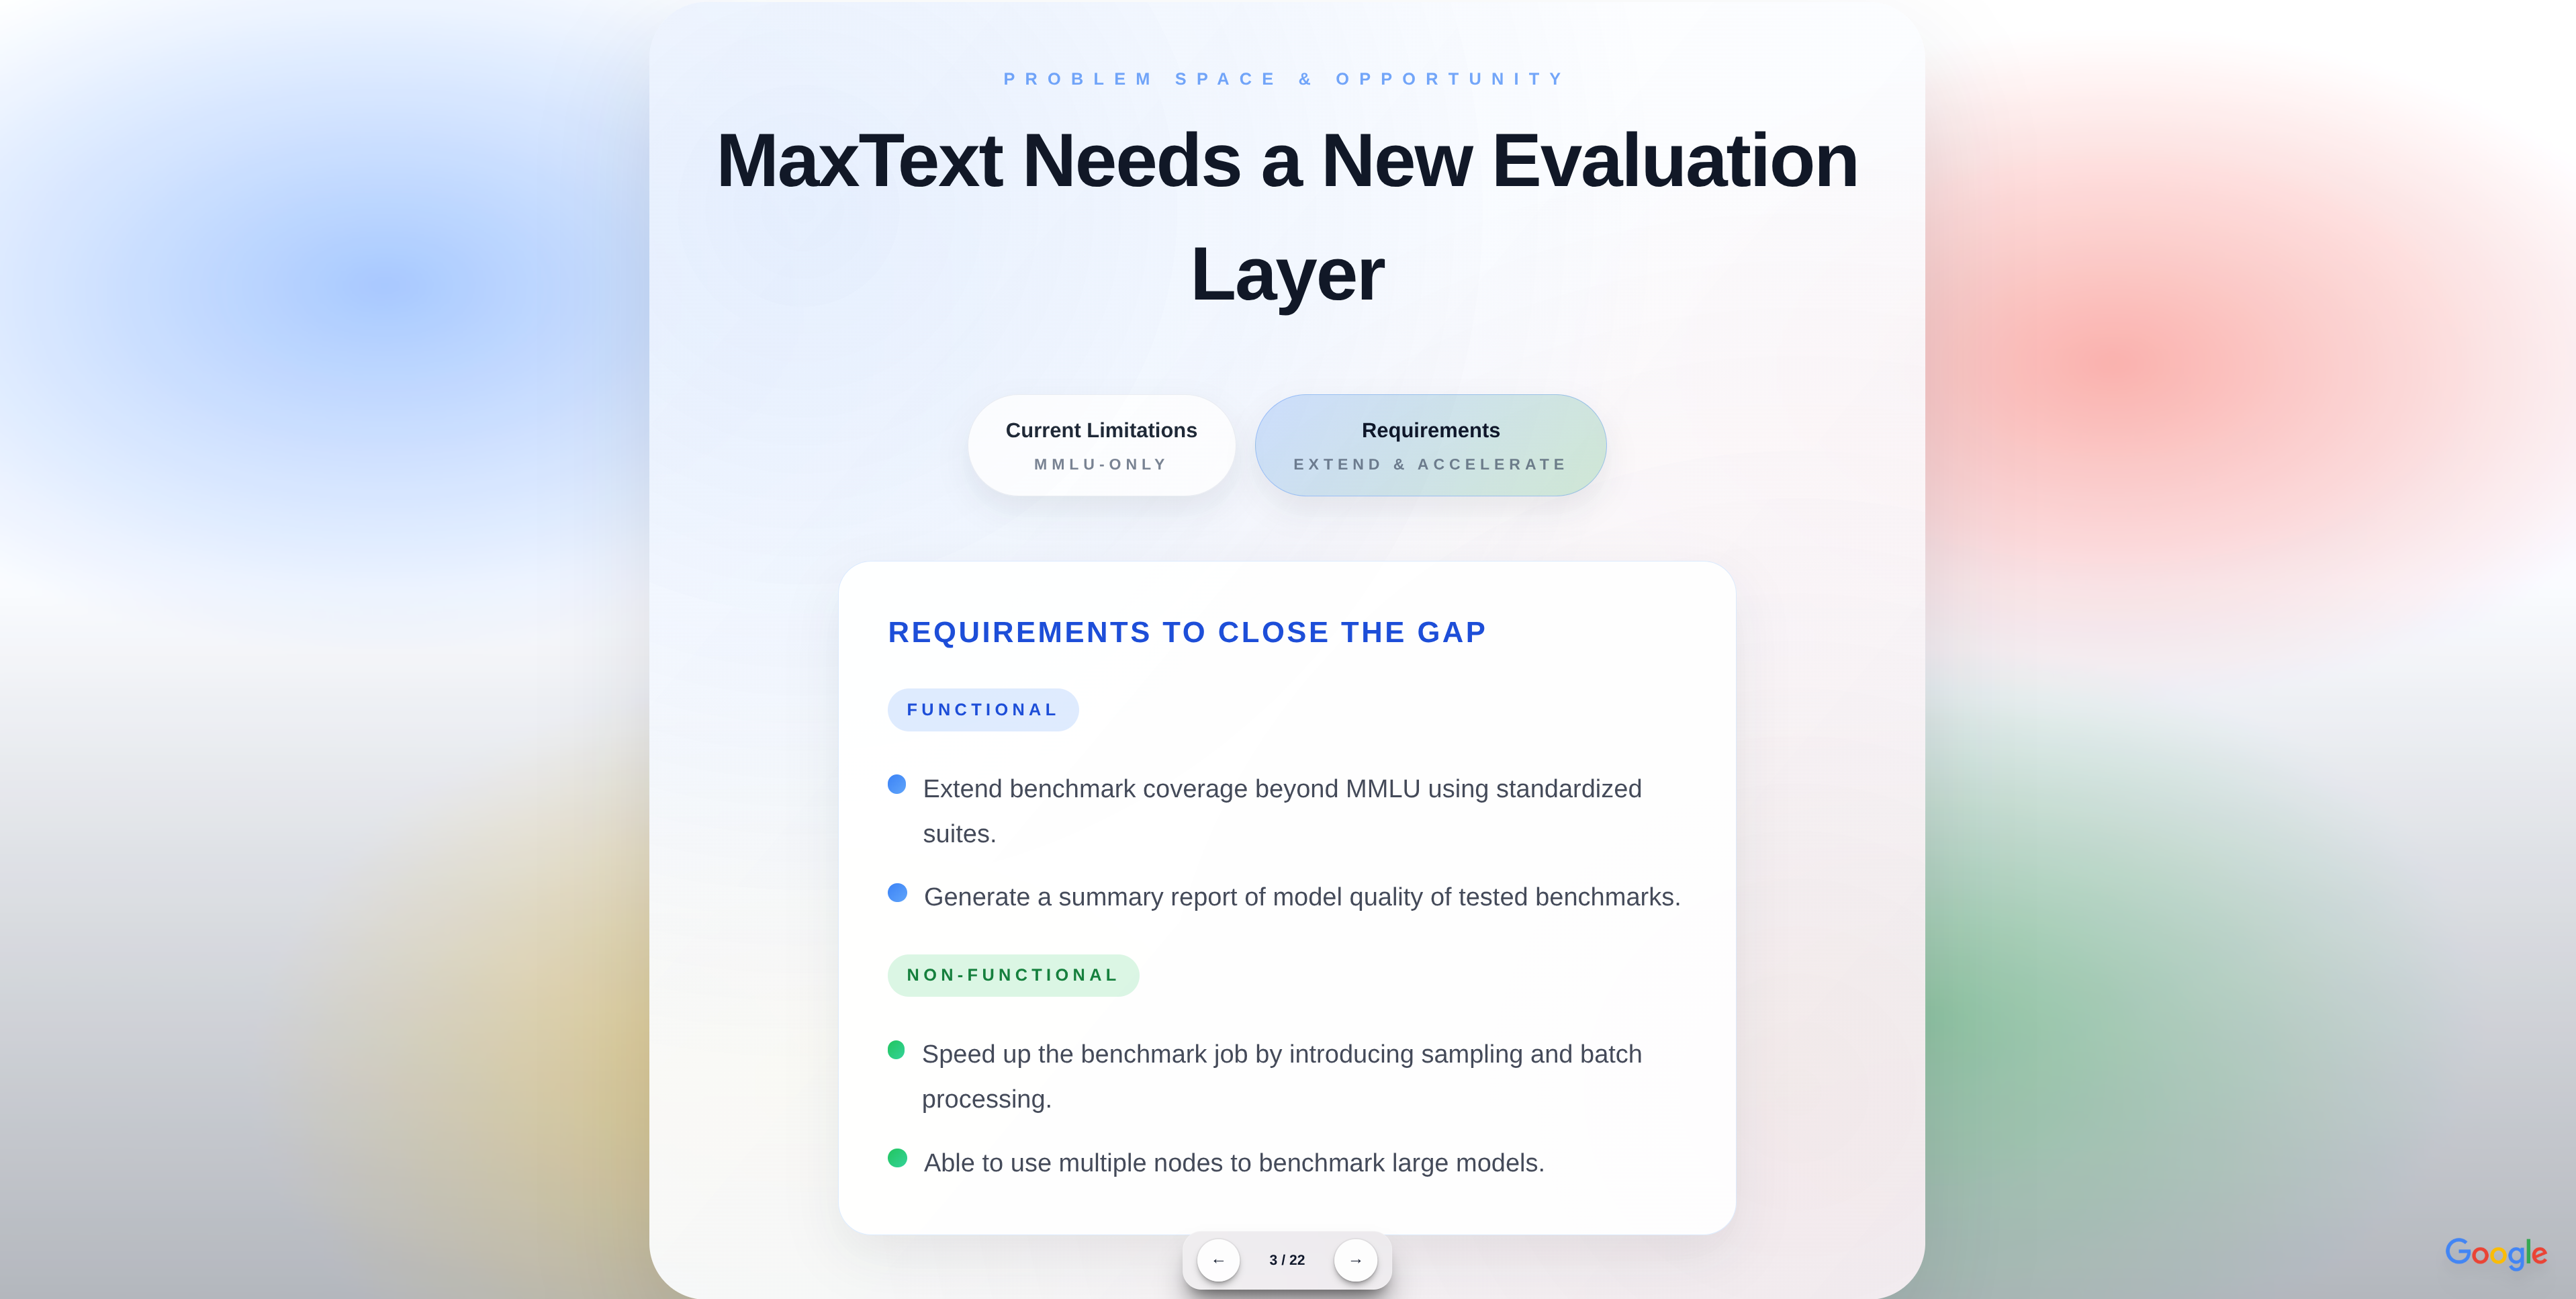 PROBLEM SPACE & OPPORTUNITY
MaxText Needs a New Evaluation
Layer
Current Limitations
MMLU-ONLY
Requirements
EXTEND & ACCELERATE
REQUIREMENTS TO CLOSE THE GAP
FUNCTIONAL
Extend benchmark coverage beyond MMLU using standardized
suites.
Generate a summary report of model quality of tested benchmarks.
NON-FUNCTIONAL
Speed up the benchmark job by introducing sampling and batch
processing.
Able to use multiple nodes to benchmark large models.
← 3 / 22 →
Google